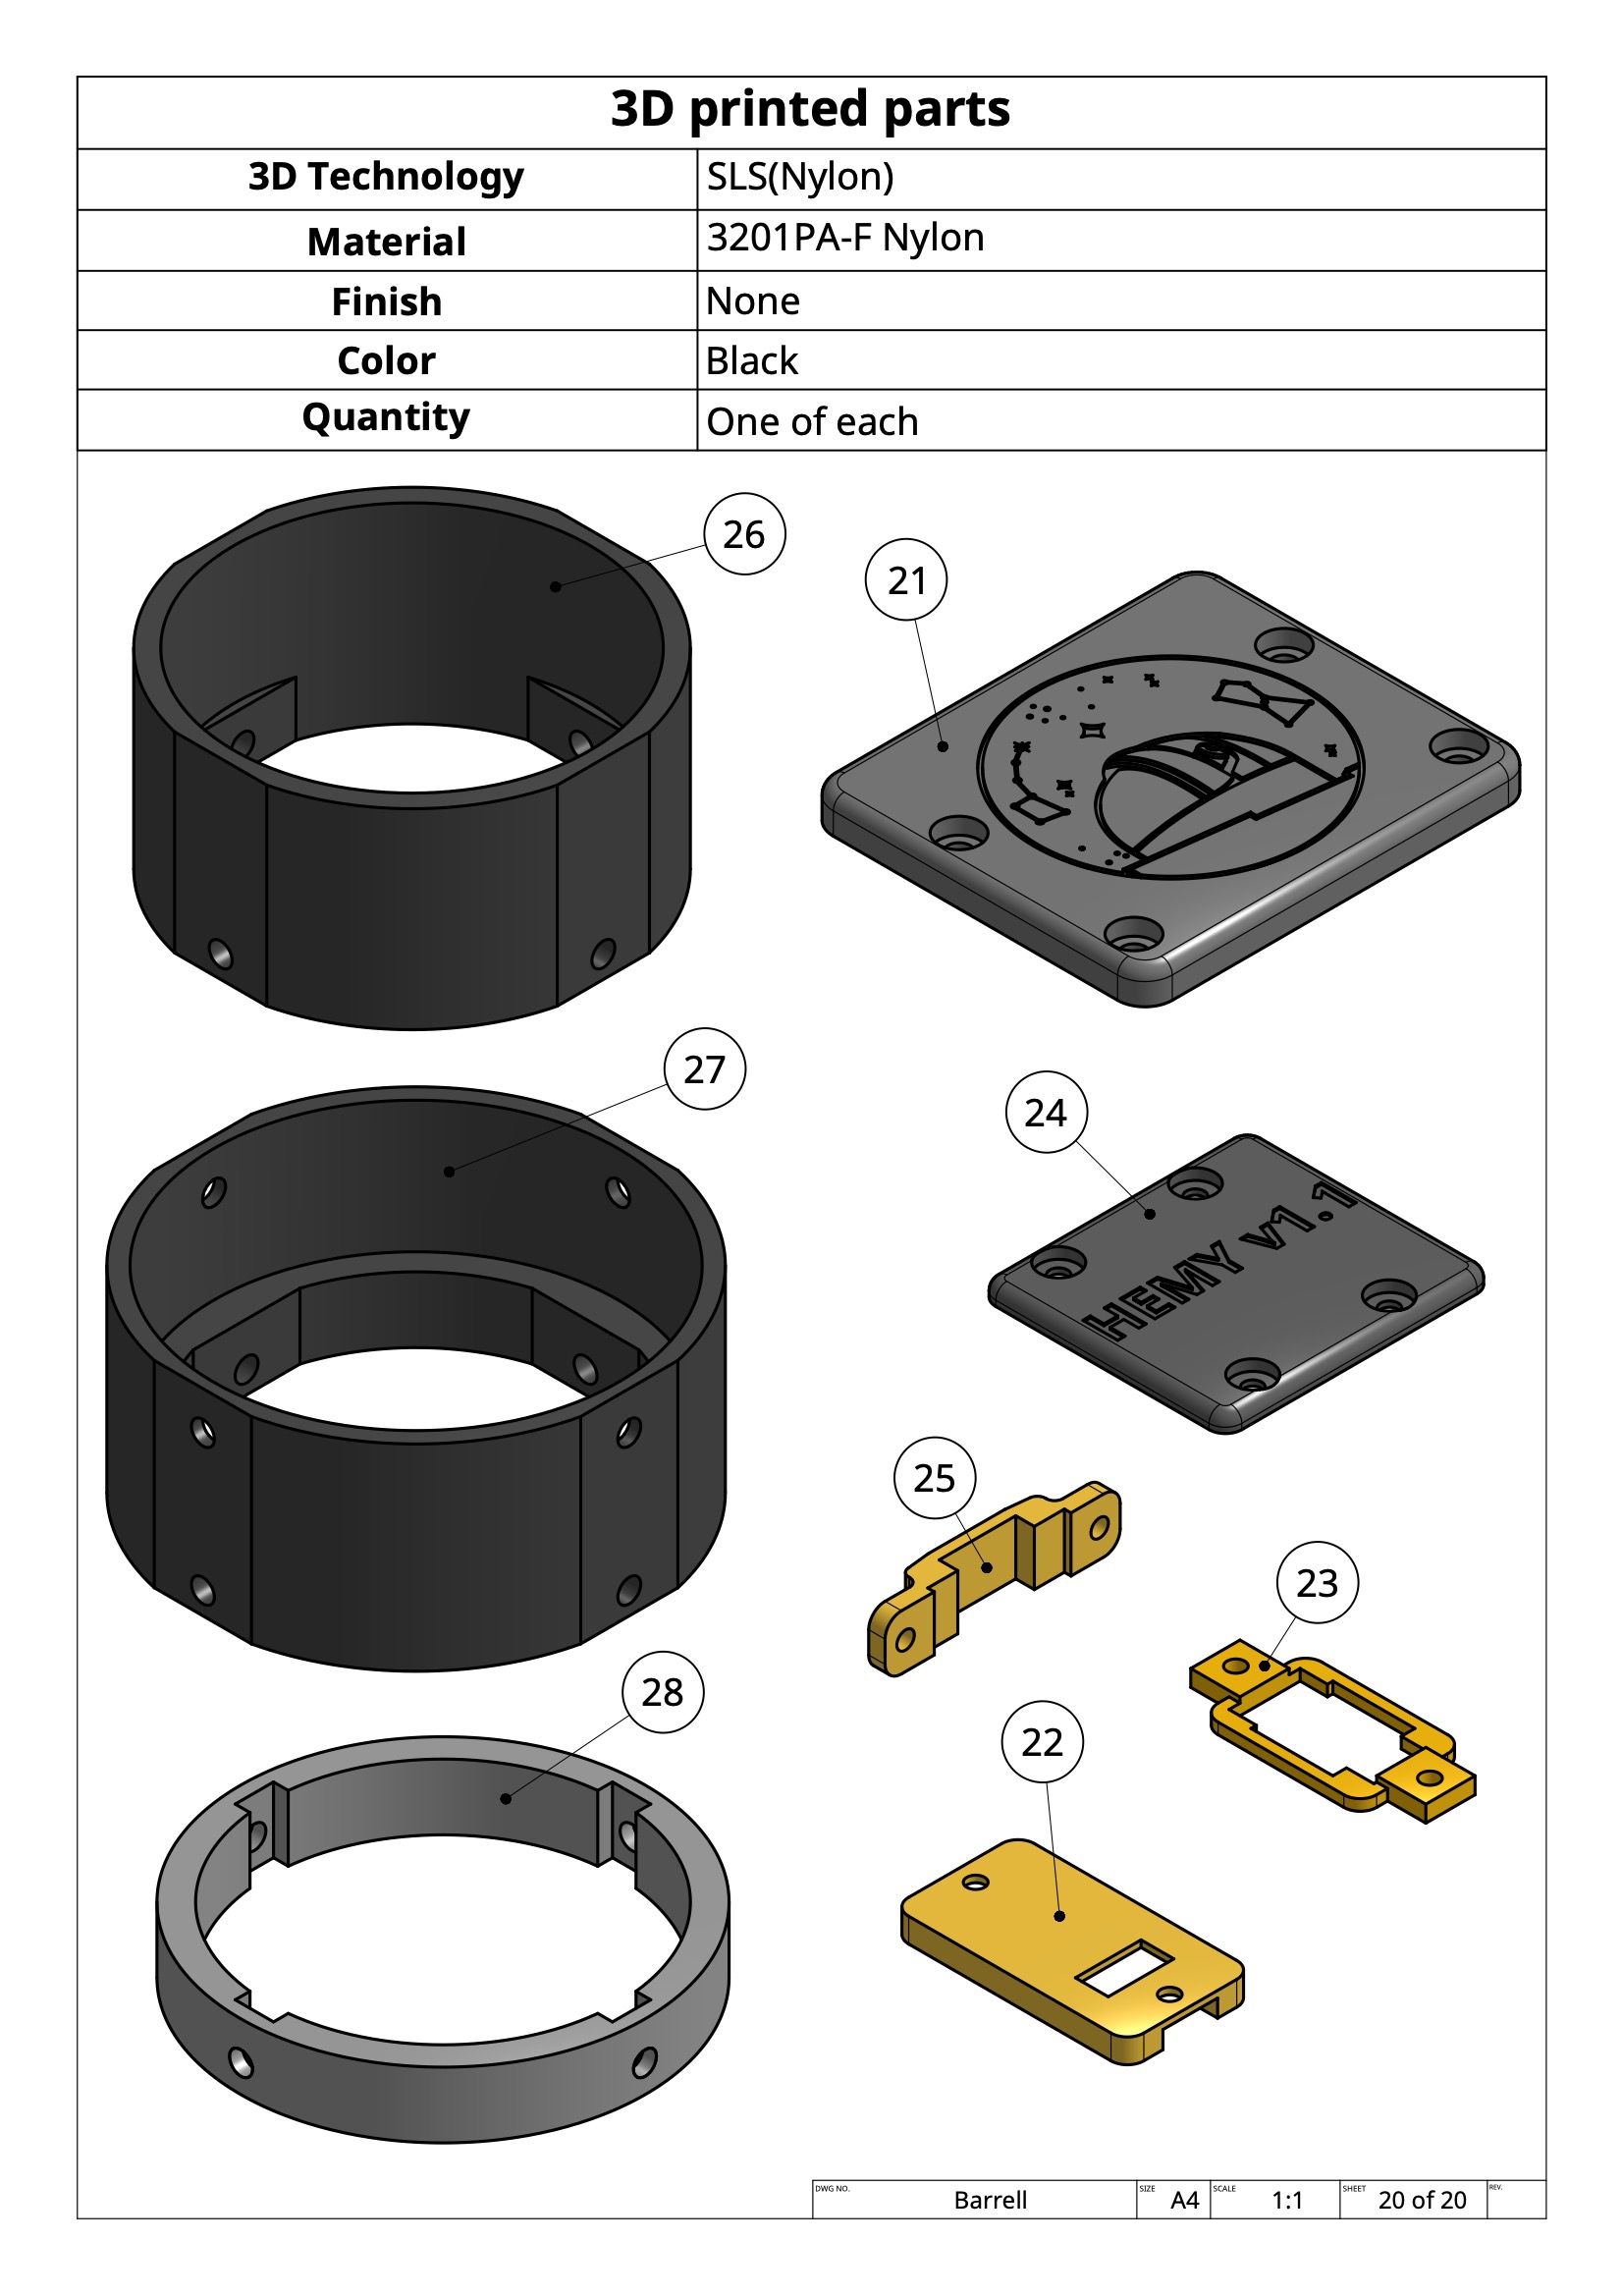 3D printed parts
3D Technology SLS(Nylon)
Material 3201PA-F Nylon
Finish None
Color Black
Quantity One of each
26
21
27
24
HEMY v1.1
25
23
28
22
DWG NO. Barrell SIZE A4 SCALE 1:1 SHEET 20 of 20 REV.